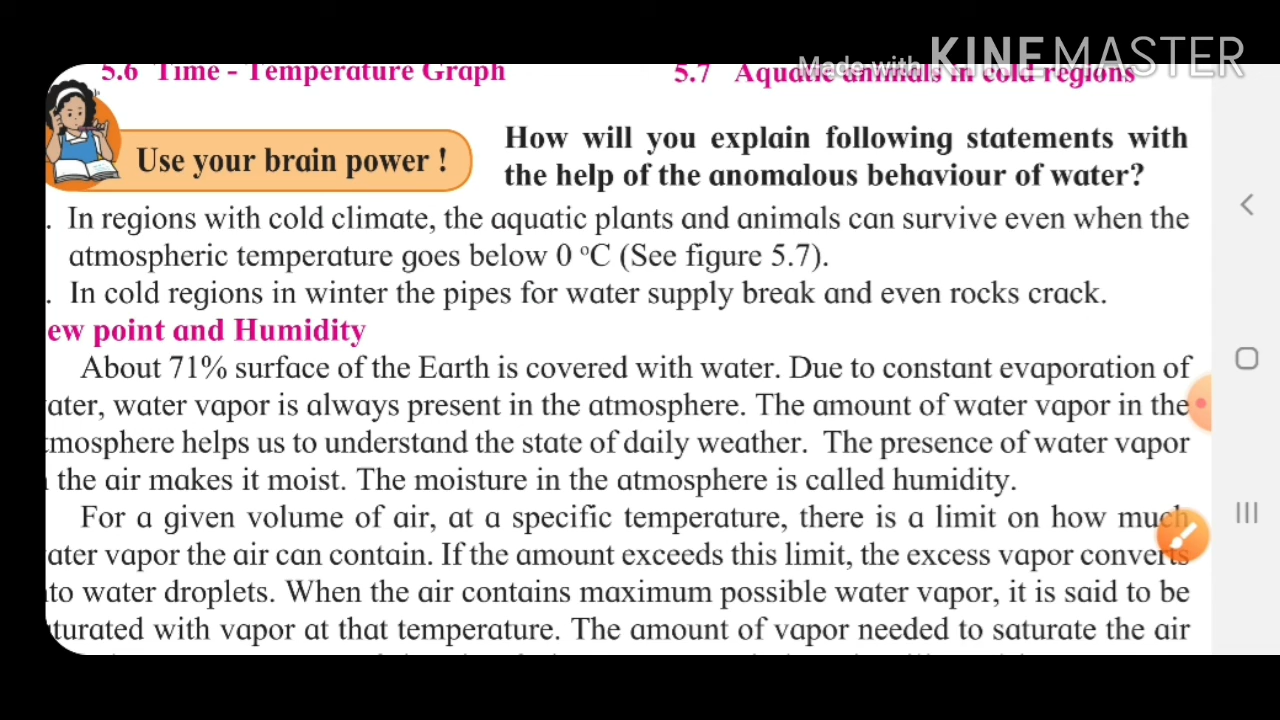 Made with KINEMASTER
5.6 Time - Temperature Graph
5.7 Aquatic animals in cold regions
Use your brain power !
How will you explain following statements with
the help of the anomalous behaviour of water?
. In regions with cold climate, the aquatic plants and animals can survive even when the
atmospheric temperature goes below 0 °C (See figure 5.7).
. In cold regions in winter the pipes for water supply break and even rocks crack.
ew point and Humidity
About 71% surface of the Earth is covered with water. Due to constant evaporation of
ater, water vapor is always present in the atmosphere. The amount of water vapor in the
tmosphere helps us to understand the state of daily weather. The presence of water vapor
the air makes it moist. The moisture in the atmosphere is called humidity.
For a given volume of air, at a specific temperature, there is a limit on how much
ater vapor the air can contain. If the amount exceeds this limit, the excess vapor converts
to water droplets. When the air contains maximum possible water vapor, it is said to be
turated with vapor at that temperature. The amount of vapor needed to saturate the air